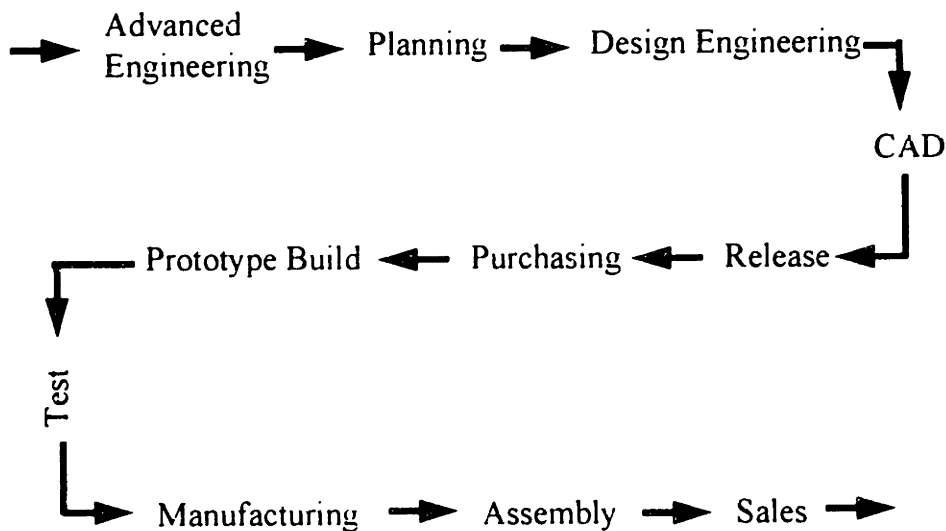 Advanced
Engineering
Planning
Design Engineering
CAD
Release
Purchasing
Prototype Build
Test
Manufacturing
Assembly
Sales